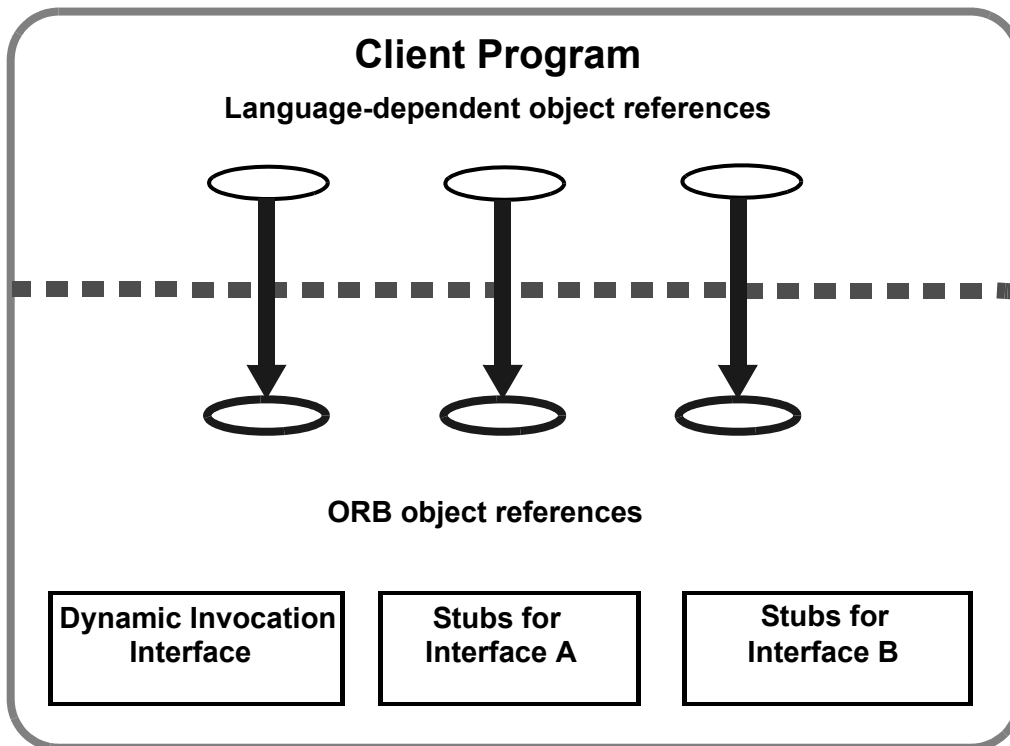 Client Program
Language-dependent object references
ORB object references
Dynamic Invocation
Interface
Stubs for
Interface A
Stubs for
Interface B